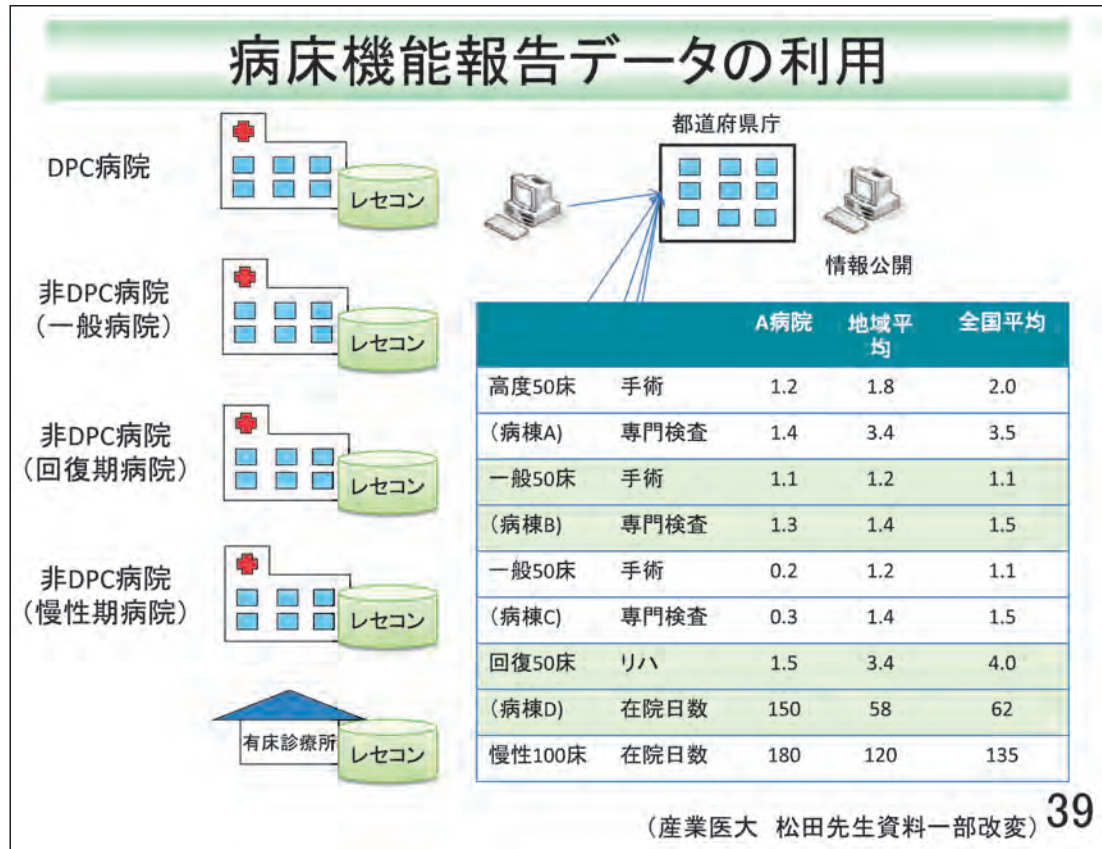 病床機能報告データの利用
DPC病院
レセコン
非DPC病院
(一般病院)
レセコン
非DPC病院
(回復期病院)
レセコン
非DPC病院
(慢性期病院)
レセコン
有床診療所
レセコン
都道府県庁
情報公開
A病院 地域平 全国平均
均
高度50床 手術 1.2 1.8 2.0
(病棟A) 専門検査 1.4 3.4 3.5
一般50床 手術 1.1 1.2 1.1
(病棟B) 専門検査 1.3 1.4 1.5
一般50床 手術 0.2 1.2 1.1
(病棟C) 専門検査 0.3 1.4 1.5
回復50床 リハ 1.5 3.4 4.0
(病棟D) 在院日数 150 58 62
慢性100床 在院日数 180 120 135
(産業医大 松田先生資料一部改変)
39